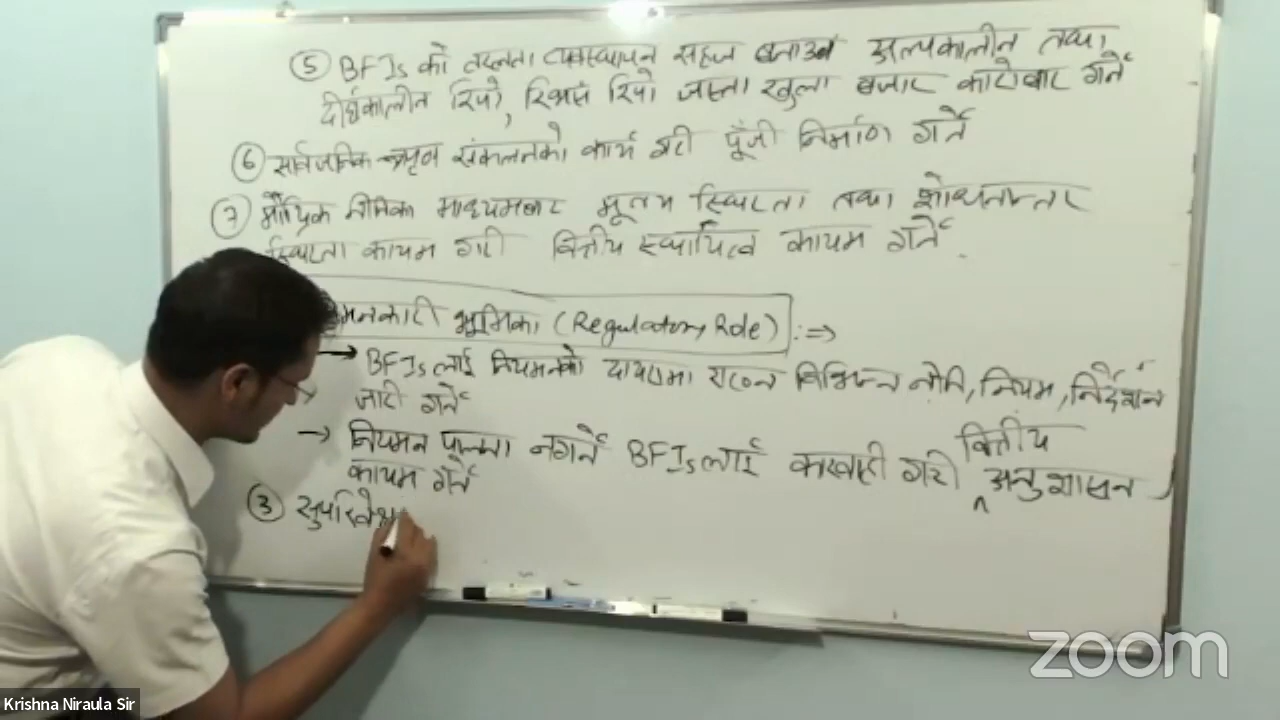 ⑤ BFIs को तरलता व्यवस्थापन सहज बनाउन अल्पकालीन तथा
दीर्घकालीन रिपो, रिभर्स रिपो जस्ता खुला बजार कारोबार गर्ने
⑥ सार्वजनिक ऋण संकलनको कार्य गरी पूँजी निर्माण गर्ने
⑦ मौद्रिक नीतिका माध्यमबाट मूल्य स्थिरता तथा शोधनान्तर
स्थिरता कायम गरी वित्तीय स्थायित्व कायम गर्ने.
मनकारी भूमिका (Regulatory Role) :⇒
→ BFIs लाई नियमनको दायरामा राख्न विभिन्न नीति, नियम, निर्देशन
जारी गर्ने
→ नियमन पालना नगर्ने BFIs लाई कारवाही गरी वित्तीय अनुशासन
कायम गर्ने
③ सुपरिवेक्ष
zoom
Krishna Niraula Sir